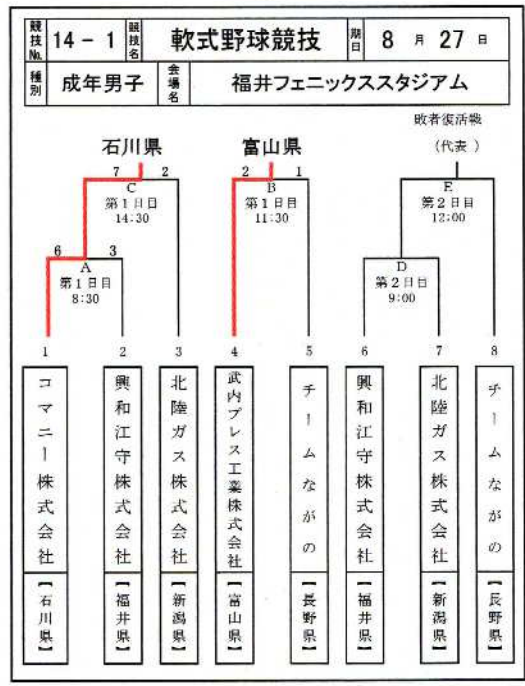 競技No. 14-1 競技名 軟式野球競技 期日 8月27日
種別 成年男子 会場名 福井フェニックススタジアム
敗者復活戦
石川県 富山県 (代表 )
7 2 2 1
C B E
第1日目 第1日目 第2日目
14:30 11:30 12:00
6 3
A D
第1日目 第2日目
8:30 9:00
1 2 3 4 5 6 7 8
コマニー株式会社
【石川県】
興和江守株式会社
【福井県】
北陸ガス株式会社
【新潟県】
武内プレス工業株式会社
【富山県】
チームながの
【長野県】
興和江守株式会社
【福井県】
北陸ガス株式会社
【新潟県】
チームながの
【長野県】